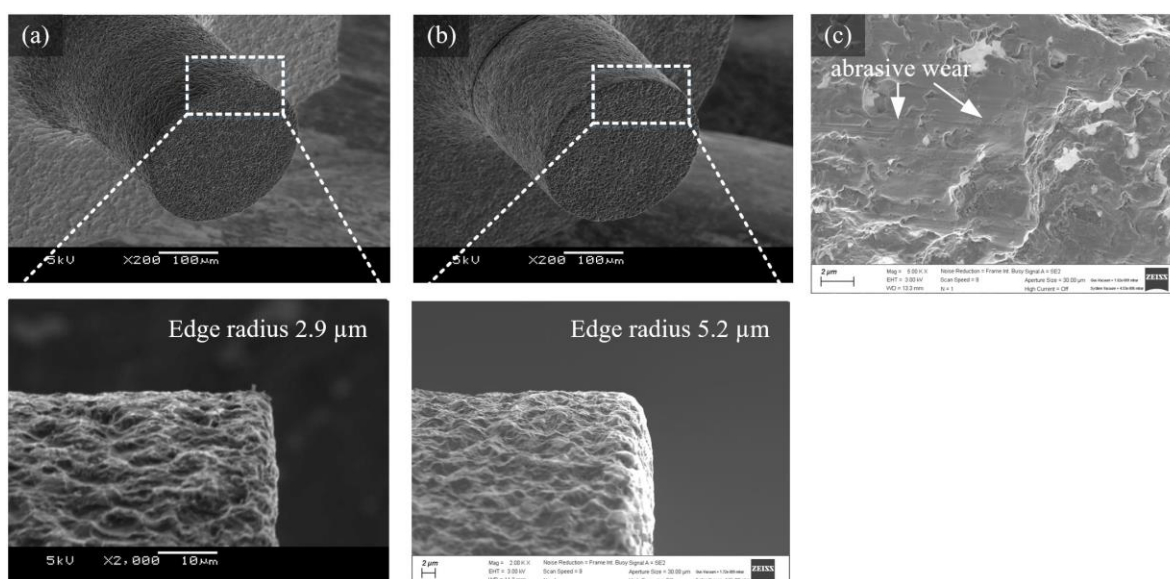 (a)
(b)
(c)
abrasive wear
5kV X200 100µm
5kV X200 100µm
2 µm
Mag = 5.00 K X
EHT = 3.00 kV
WD = 13.3 mm
Noise Reduction = Frame Int. Busy
Scan Speed = 8
N = 1
Signal A = SE2
Aperture Size = 30.00 µm
High Current = Off
ZEISS
Edge radius 2.9 µm
Edge radius 5.2 µm
5kV X2,000 10µm
2 µm
Mag = 2.00 K X
EHT = 3.00 kV
Noise Reduction = Frame Int. Busy
Scan Speed = 8
Signal A = SE2
Aperture Size = 30.00 µm
ZEISS